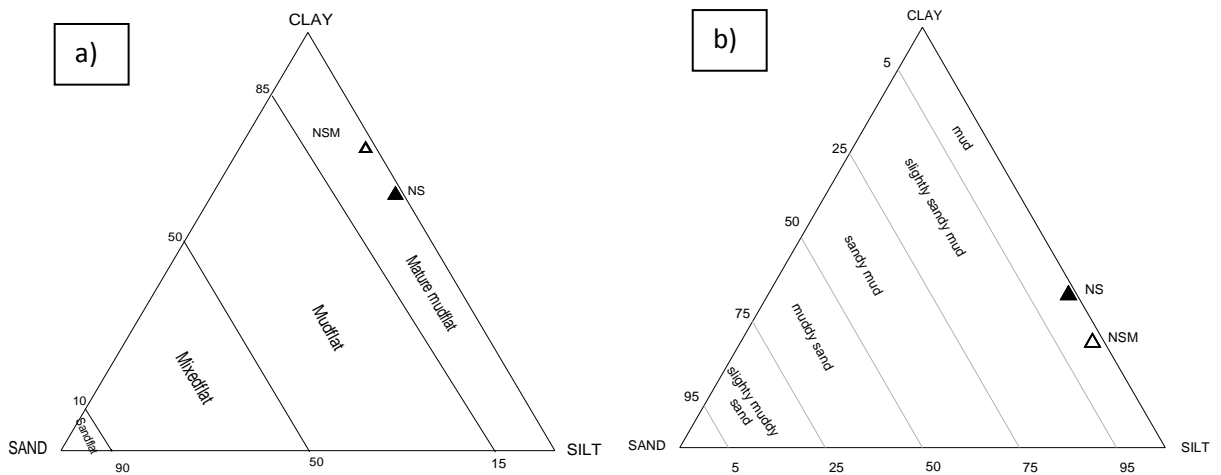 a)
CLAY
85
NSM
NS
50
Mature mudflat
Mudflat
Mixedflat
10
Sandflat
SAND
SILT
90
50
15
b)
CLAY
5
mud
25
slightly sandy mud
50
sandy mud
NS
75
muddy sand
NSM
95
slighty muddy
sand
SAND
SILT
5
25
50
75
95